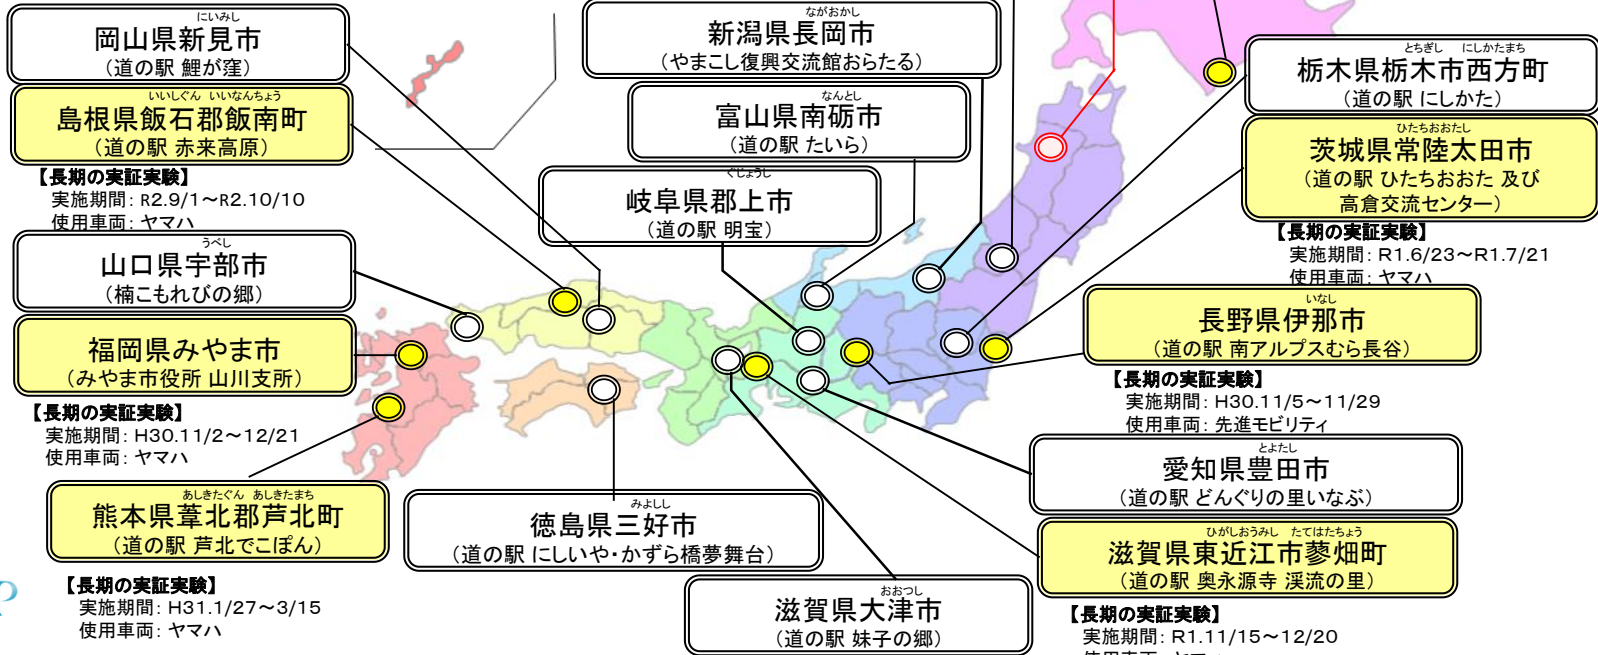 にいみし
岡山県新見市
（道の駅 鯉が窪）
いいしぐん いいなんちょう
島根県飯石郡飯南町
（道の駅 赤来高原）
【長期の実証実験】
実施期間：R2.9/1～R2.10/10
使用車両：ヤマハ
うべし
山口県宇部市
（楠こもれびの郷）
福岡県みやま市
（みやま市役所 山川支所）
【長期の実証実験】
実施期間：H30.11/2～12/21
使用車両：ヤマハ
あしきたぐん あしきたまち
熊本県葦北郡芦北町
（道の駅 芦北でこぽん）
【長期の実証実験】
実施期間：H31.1/27～3/15
使用車両：ヤマハ
ながおかし
新潟県長岡市
（やまこし復興交流館おらたる）
なんとし
富山県南砺市
（道の駅 たいら）
ぐじょうし
岐阜県郡上市
（道の駅 明宝）
みよしし
徳島県三好市
（道の駅 にしいや・かずら橋夢舞台）
おおつし
滋賀県大津市
（道の駅 妹子の郷）
とちぎし にしかたまち
栃木県栃木市西方町
（道の駅 にしかた）
ひたちおおたし
茨城県常陸太田市
（道の駅 ひたちおおた 及び
高倉交流センター）
【長期の実証実験】
実施期間：R1.6/23～R1.7/21
使用車両：ヤマハ
いなし
長野県伊那市
（道の駅 南アルプスむら長谷）
【長期の実証実験】
実施期間：H30.11/5～11/29
使用車両：先進モビリティ
とよたし
愛知県豊田市
（道の駅 どんぐりの里いなぶ）
ひがしおうみし たてはたちょう
滋賀県東近江市蓼畑町
（道の駅 奥永源寺 渓流の里）
【長期の実証実験】
実施期間：R1.11/15～12/20